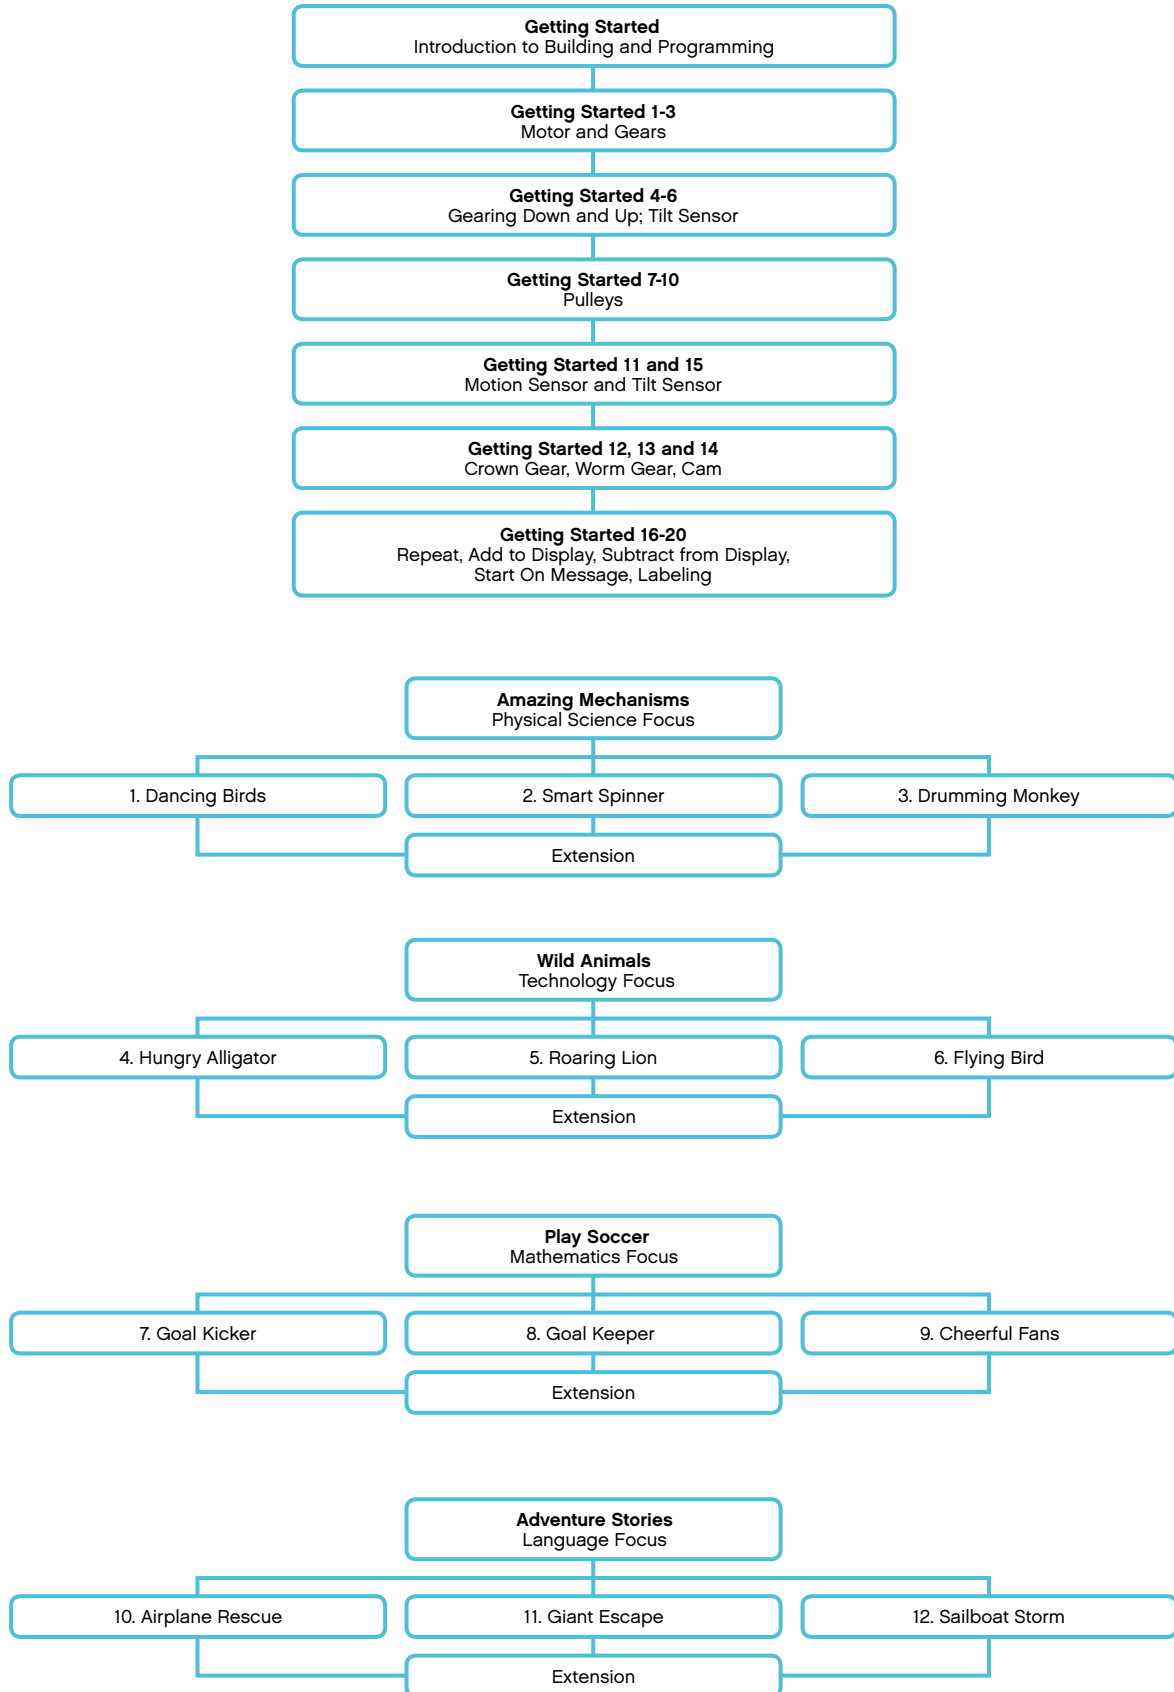 Getting Started
Introduction to Building and Programming
Getting Started 1-3
Motor and Gears
Getting Started 4-6
Gearing Down and Up; Tilt Sensor
Getting Started 7-10
Pulleys
Getting Started 11 and 15
Motion Sensor and Tilt Sensor
Getting Started 12, 13 and 14
Crown Gear, Worm Gear, Cam
Getting Started 16-20
Repeat, Add to Display, Subtract from Display,
Start On Message, Labeling
Amazing Mechanisms
Physical Science Focus
1. Dancing Birds
2. Smart Spinner
3. Drumming Monkey
Extension
Wild Animals
Technology Focus
4. Hungry Alligator
5. Roaring Lion
6. Flying Bird
Extension
Play Soccer
Mathematics Focus
7. Goal Kicker
8. Goal Keeper
9. Cheerful Fans
Extension
Adventure Stories
Language Focus
10. Airplane Rescue
11. Giant Escape
12. Sailboat Storm
Extension